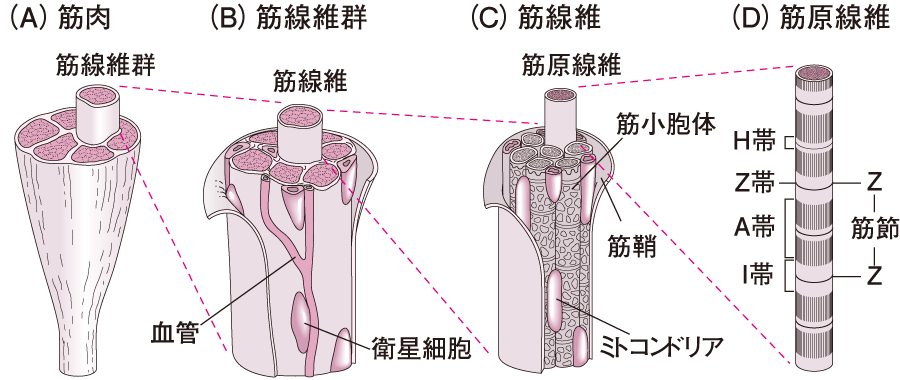 (A) 筋肉
(B) 筋線維群
(C) 筋線維
(D) 筋原線維
筋線維群
筋線維
筋原線維
筋小胞体
筋鞘
血管
衛星細胞
ミトコンドリア
H帯
Z帯
A帯
I帯
Z
筋節
Z